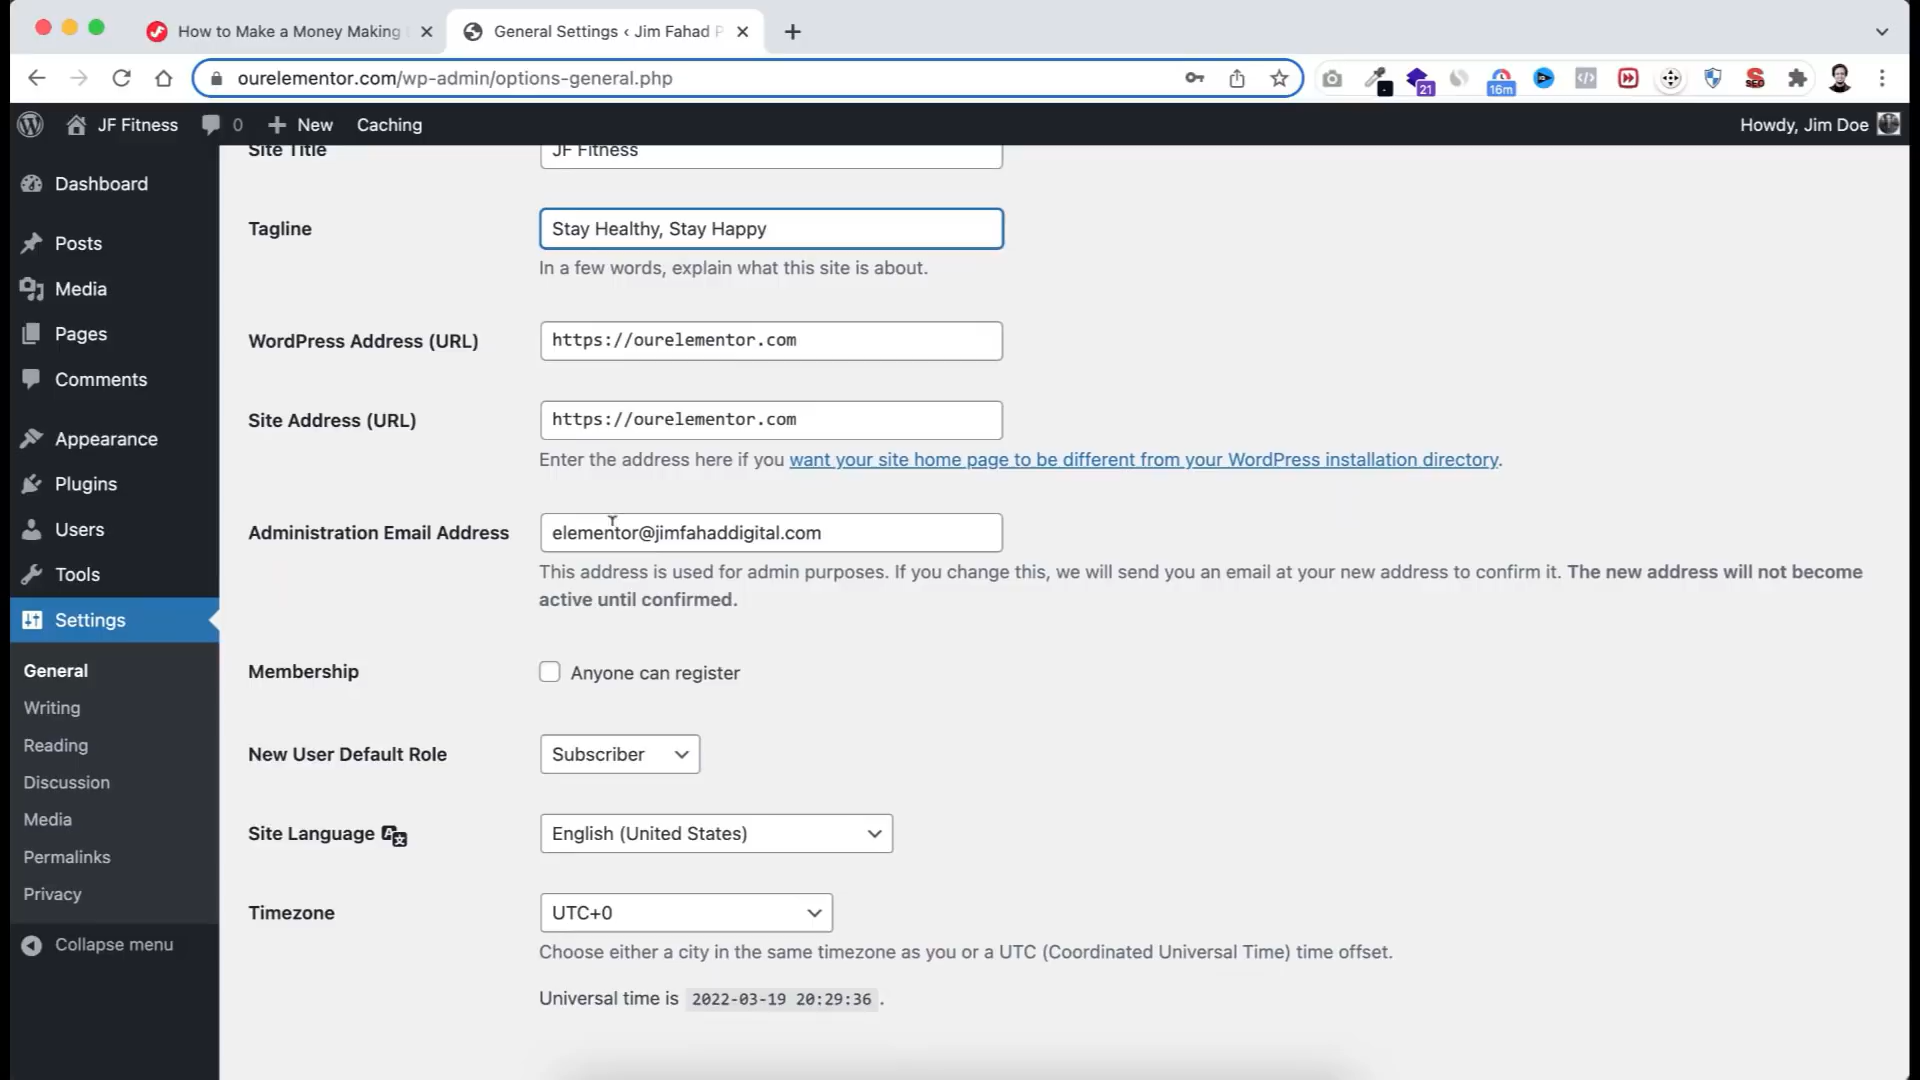 How to Make a Money Making
General Settings ‹ Jim Fahad P
ourelementor.com/wp-admin/options-general.php
21
16m
SEO
JF Fitness
0
New
Caching
Howdy, Jim Doe
Dashboard
Posts
Media
Pages
Comments
Appearance
Plugins
Users
Tools
Settings
General
Writing
Reading
Discussion
Media
Permalinks
Privacy
Collapse menu
Site Title
JF Fitness
Tagline
Stay Healthy, Stay Happy
In a few words, explain what this site is about.
WordPress Address (URL)
https://ourelementor.com
Site Address (URL)
https://ourelementor.com
Enter the address here if you want your site home page to be different from your WordPress installation directory.
Administration Email Address
elementor@jimfahaddigital.com
This address is used for admin purposes. If you change this, we will send you an email at your new address to confirm it. The new address will not become
active until confirmed.
Membership
Anyone can register
New User Default Role
Subscriber
Site Language
English (United States)
Timezone
UTC+0
Choose either a city in the same timezone as you or a UTC (Coordinated Universal Time) time offset.
Universal time is 2022-03-19 20:29:36 .